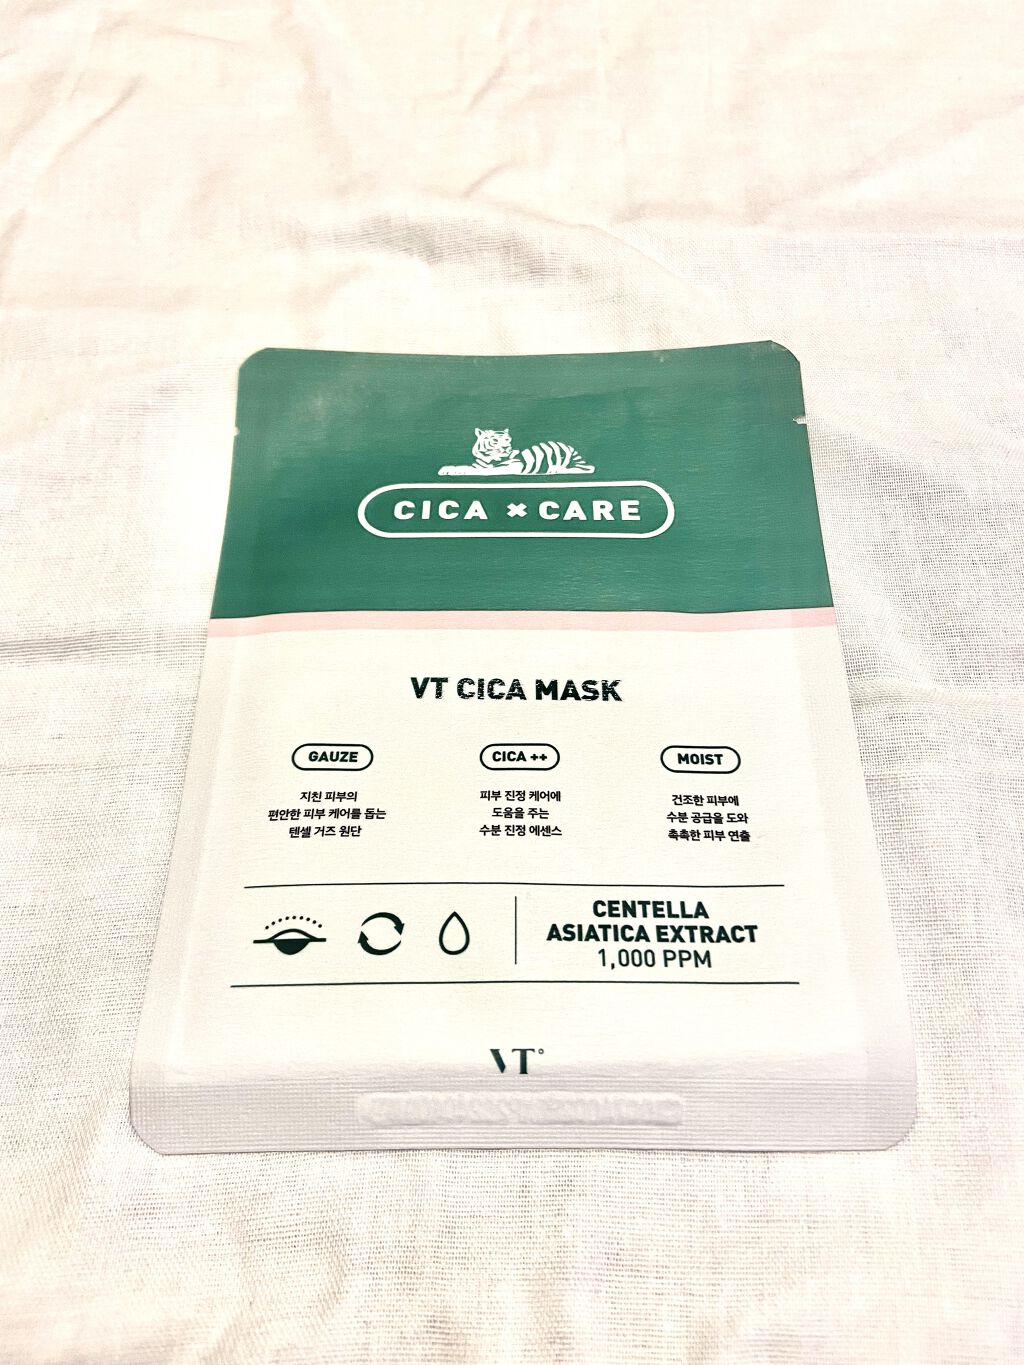 CICA × CARE
VT CICA MASK
GAUZE
지친 피부의
편안한 피부 케어를 돕는
텐셀 거즈 원단
CICA ++
피부 진정 케어에
도움을 주는
수분 진정 에센스
MOIST
건조한 피부에
수분 공급을 도와
촉촉한 피부 연출
CENTELLA
ASIATICA EXTRACT
1,000 PPM
VT